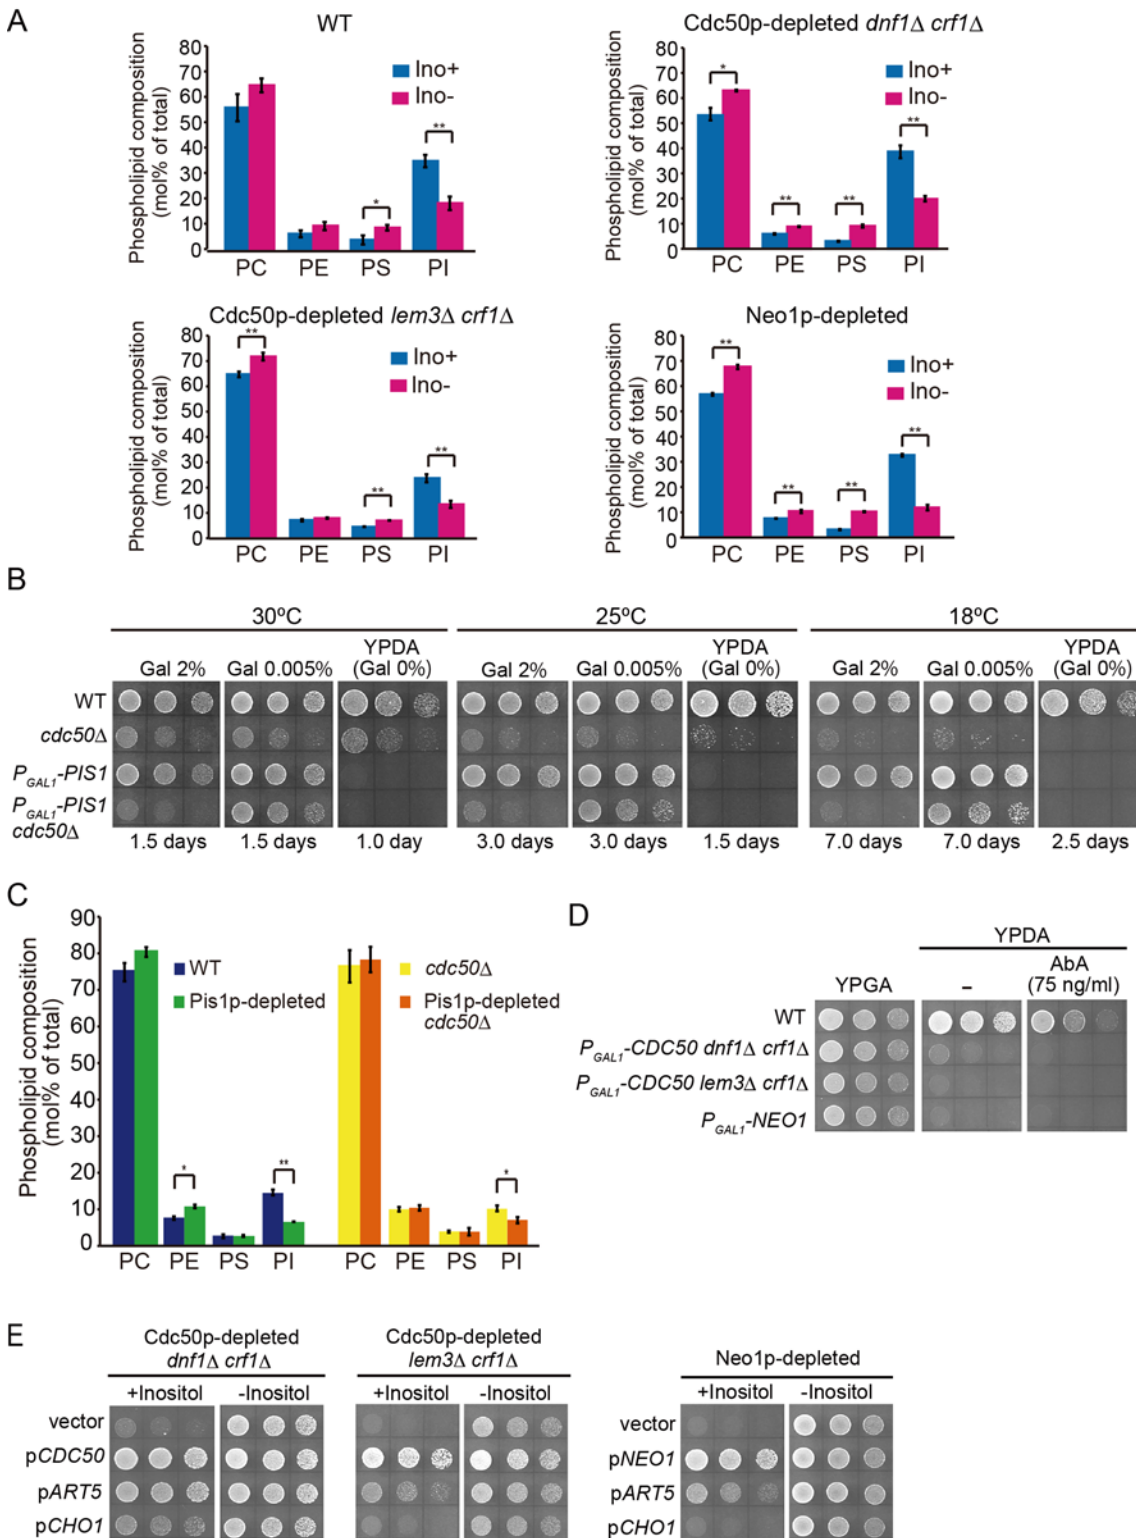 A
WT
Phospholipid composition
(mol% of total)
80
70
60
50
40
30
20
10
0
Ino+
Ino-
*
**
PC PE PS PI
Cdc50p-depleted dnf1Δ crf1Δ
Phospholipid composition
(mol% of total)
80
70
60
50
40
30
20
10
0
Ino+
Ino-
*
**
**
**
PC PE PS PI
Cdc50p-depleted lem3Δ crf1Δ
Phospholipid composition
(mol% of total)
80
70
60
50
40
30
20
10
0
Ino+
Ino-
**
**
**
PC PE PS PI
Neo1p-depleted
Phospholipid composition
(mol% of total)
80
70
60
50
40
30
20
10
0
Ino+
Ino-
**
**
**
**
PC PE PS PI
B
30ºC 25ºC 18ºC
Gal 2% Gal 0.005% YPDA (Gal 0%) Gal 2% Gal 0.005% YPDA (Gal 0%) Gal 2% Gal 0.005% YPDA (Gal 0%)
WT
cdc50Δ
PGAL1-PIS1
PGAL1-PIS1
cdc50Δ
1.5 days 1.5 days 1.0 day 3.0 days 3.0 days 1.5 days 7.0 days 7.0 days 2.5 days
C
Phospholipid composition
(mol% of total)
90
80
70
60
50
40
30
20
10
0
WT
Pis1p-depleted
cdc50Δ
Pis1p-depleted
cdc50Δ
*
**
*
PC PE PS PI PC PE PS PI
D
YPDA
YPGA – AbA (75 ng/ml)
WT
PGAL1-CDC50 dnf1Δ crf1Δ
PGAL1-CDC50 lem3Δ crf1Δ
PGAL1-NEO1
E
Cdc50p-depleted
dnf1Δ crf1Δ
+Inositol -Inositol
vector
pCDC50
pART5
pCHO1
Cdc50p-depleted
lem3Δ crf1Δ
+Inositol -Inositol
Neo1p-depleted
+Inositol -Inositol
vector
pNEO1
pART5
pCHO1